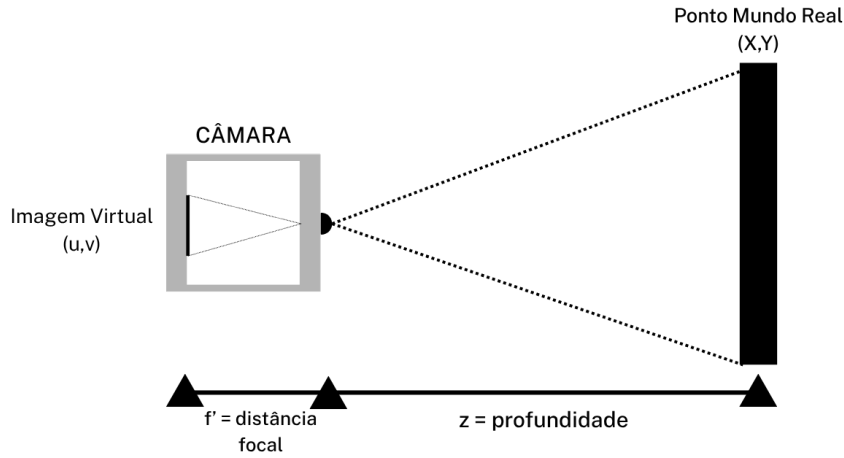 Ponto Mundo Real
(X,Y)
CÂMARA
Imagem Virtual
(u,v)
f' = distância
focal
z = profundidade